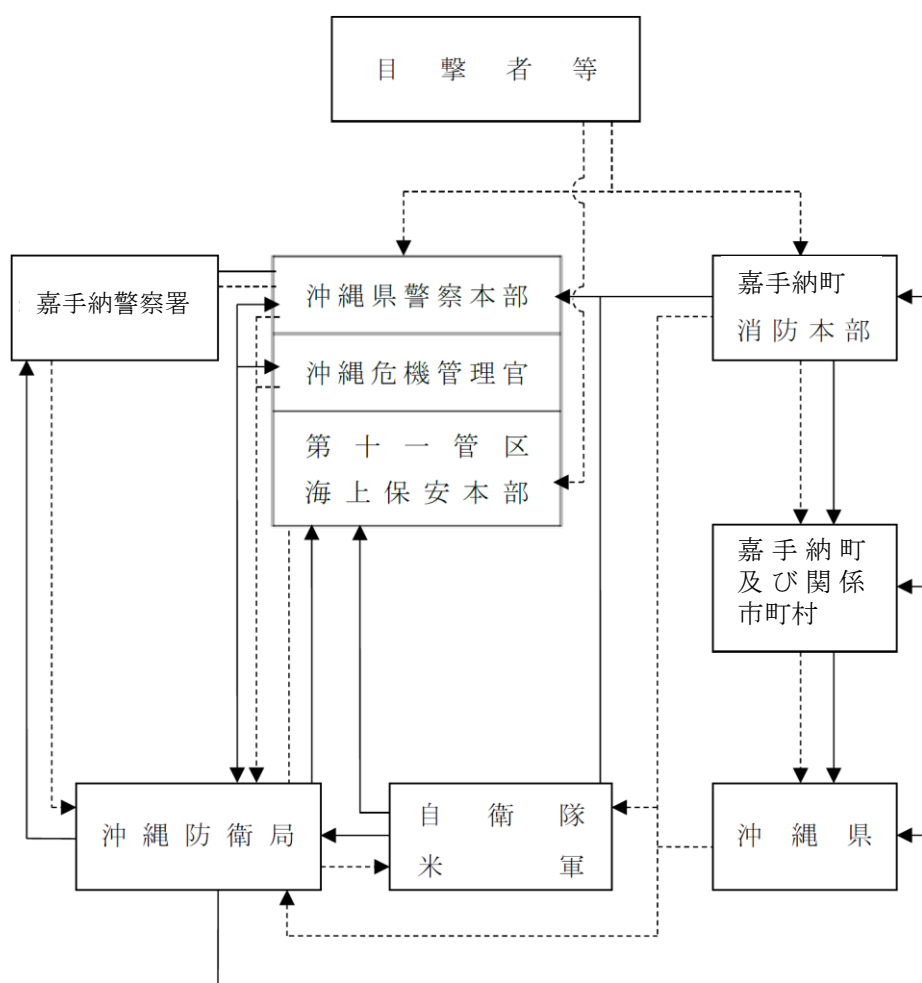 目撃者等
嘉手納警察署
沖縄県警察本部
沖縄危機管理官
第十一管区
海上保安本部
嘉手納町
消防本部
嘉手納町
及び関係
市町村
沖縄防衛局
自衛隊
米軍
沖縄県